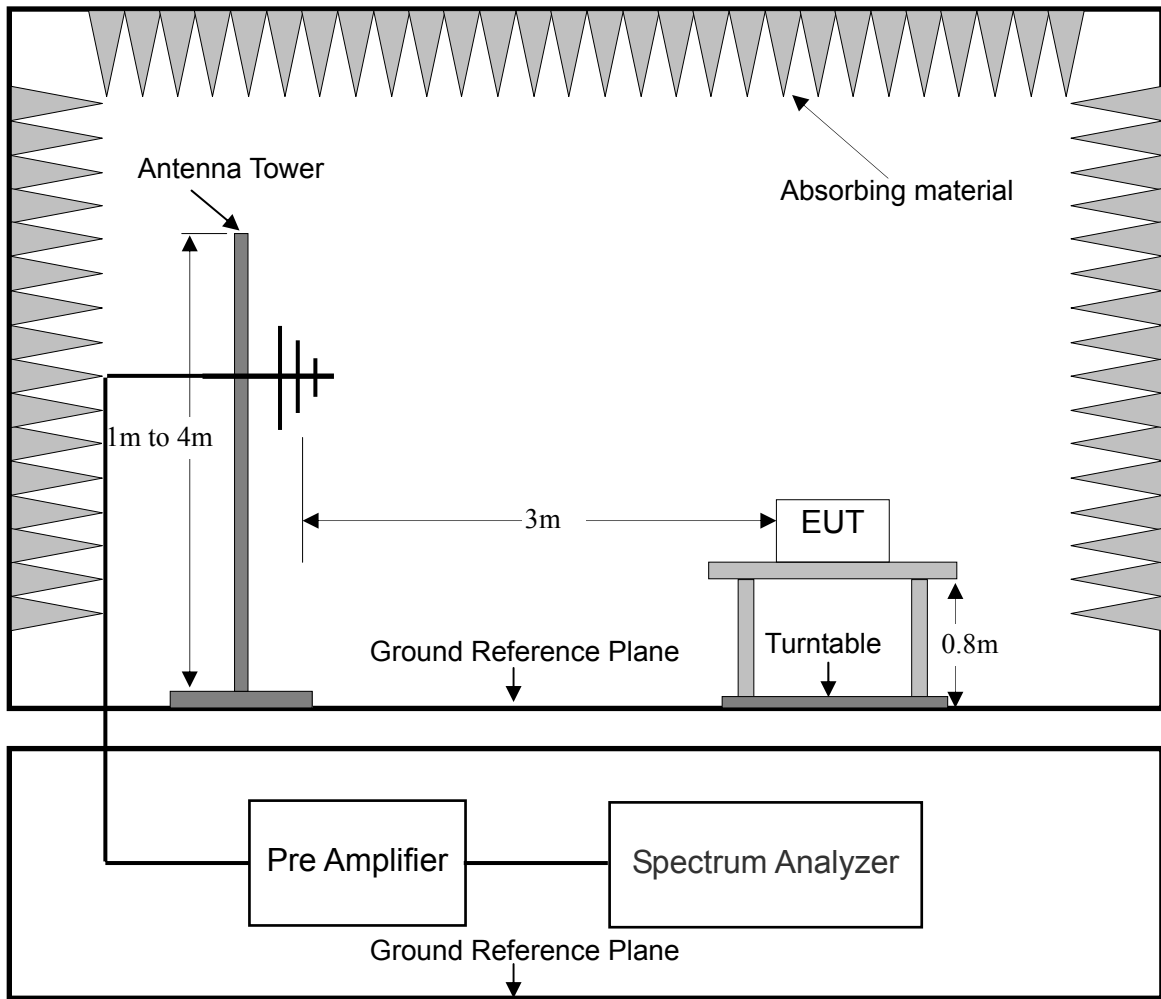 Antenna Tower
Absorbing material
1m to 4m
3m
EUT
Ground Reference Plane
Turntable
0.8m
Pre Amplifier
Spectrum Analyzer
Ground Reference Plane